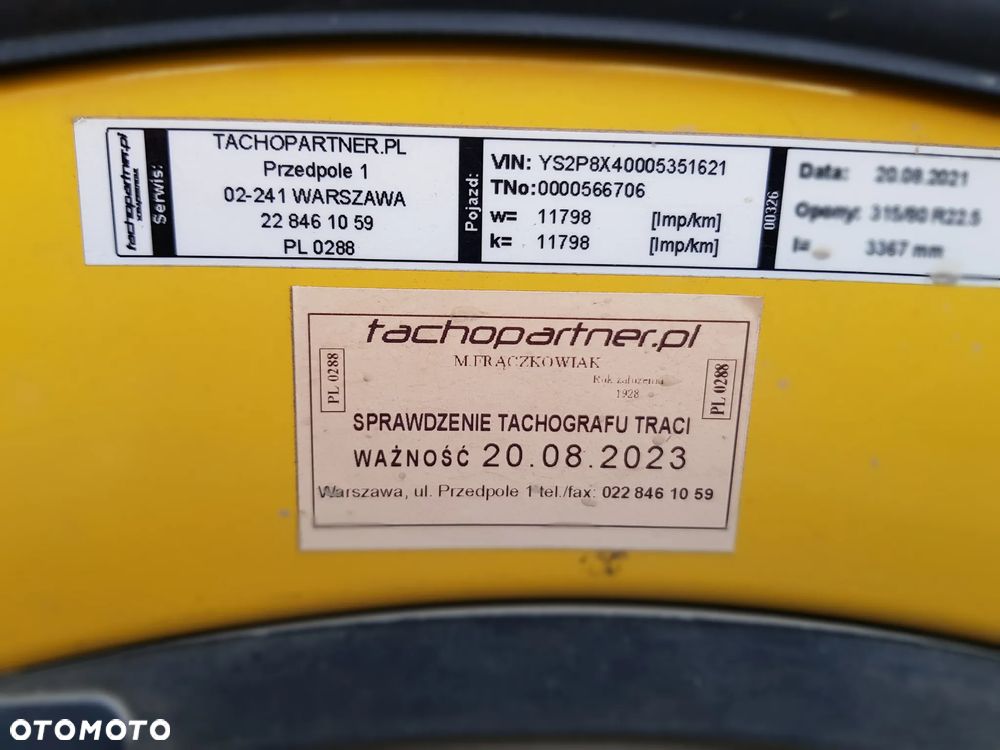 tachopartner.pl
Serwis:
TACHOPARTNER.PL
Przedpole 1
02-241 WARSZAWA
22 846 10 59
PL 0288
Pojazd:
VIN: YS2P8X40005351621
TNo:0000566706
w= 11798 [Imp/km]
k= 11798 [Imp/km]
00326
Data: 20.08.2021
Opony: 315/80 R22.5
l= 3367 mm
tachopartner.pl
M.FRĄCZKOWIAK
Rok założenia
1928
PL 0288
PL 0288
SPRAWDZENIE TACHOGRAFU TRACI
WAŻNOŚĆ 20.08.2023
Warszawa, ul. Przedpole 1 tel./fax: 022 846 10 59
OTOMOTO